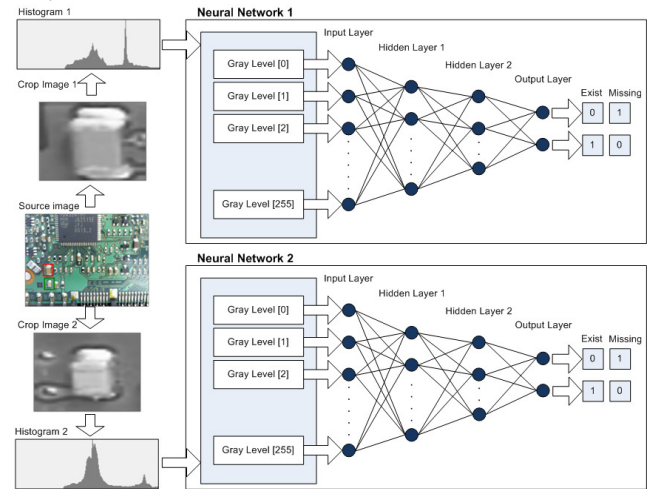 Histogram 1
Crop Image 1
Source image
Crop Image 2
Histogram 2
Neural Network 1
Input Layer
Hidden Layer 1
Hidden Layer 2
Output Layer
Gray Level [0]
Gray Level [1]
Gray Level [2]
Gray Level [255]
Exist Missing
0 1
1 0
Neural Network 2
Input Layer
Hidden Layer 1
Hidden Layer 2
Output Layer
Gray Level [0]
Gray Level [1]
Gray Level [2]
Gray Level [255]
Exist Missing
0 1
1 0